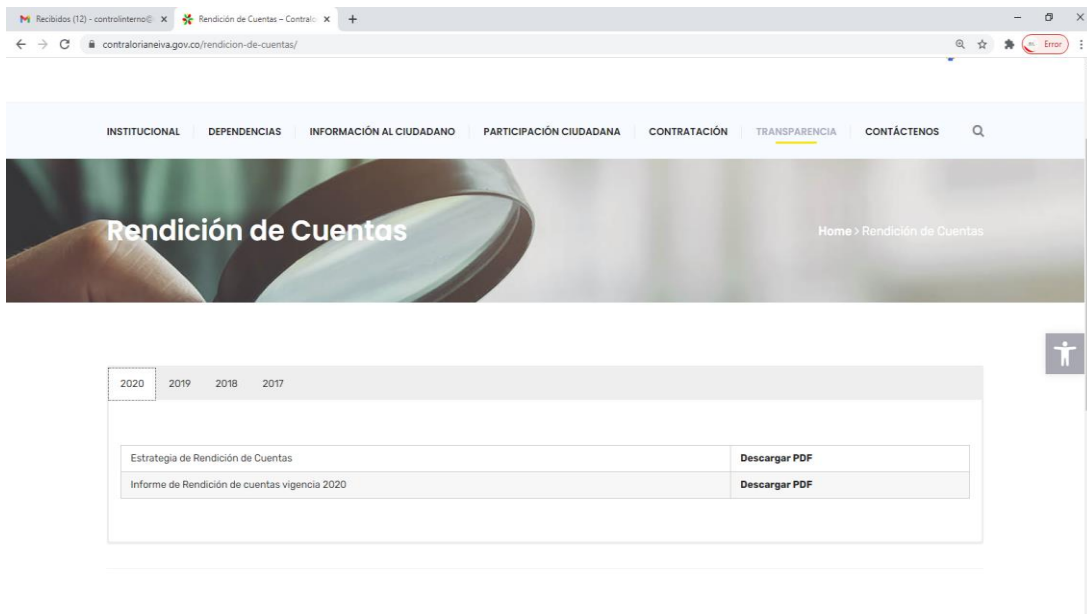 Recibidos (12) - controlinterno@
Rendición de Cuentas – Contralo
contralorianeiva.gov.co/rendicion-de-cuentas/
Error
INSTITUCIONAL DEPENDENCIAS INFORMACIÓN AL CIUDADANO PARTICIPACIÓN CIUDADANA CONTRATACIÓN TRANSPARENCIA CONTÁCTENOS
Rendición de Cuentas
Home > Rendición de Cuentas
2020 2019 2018 2017
Estrategia de Rendición de Cuentas Descargar PDF
Informe de Rendición de cuentas vigencia 2020 Descargar PDF